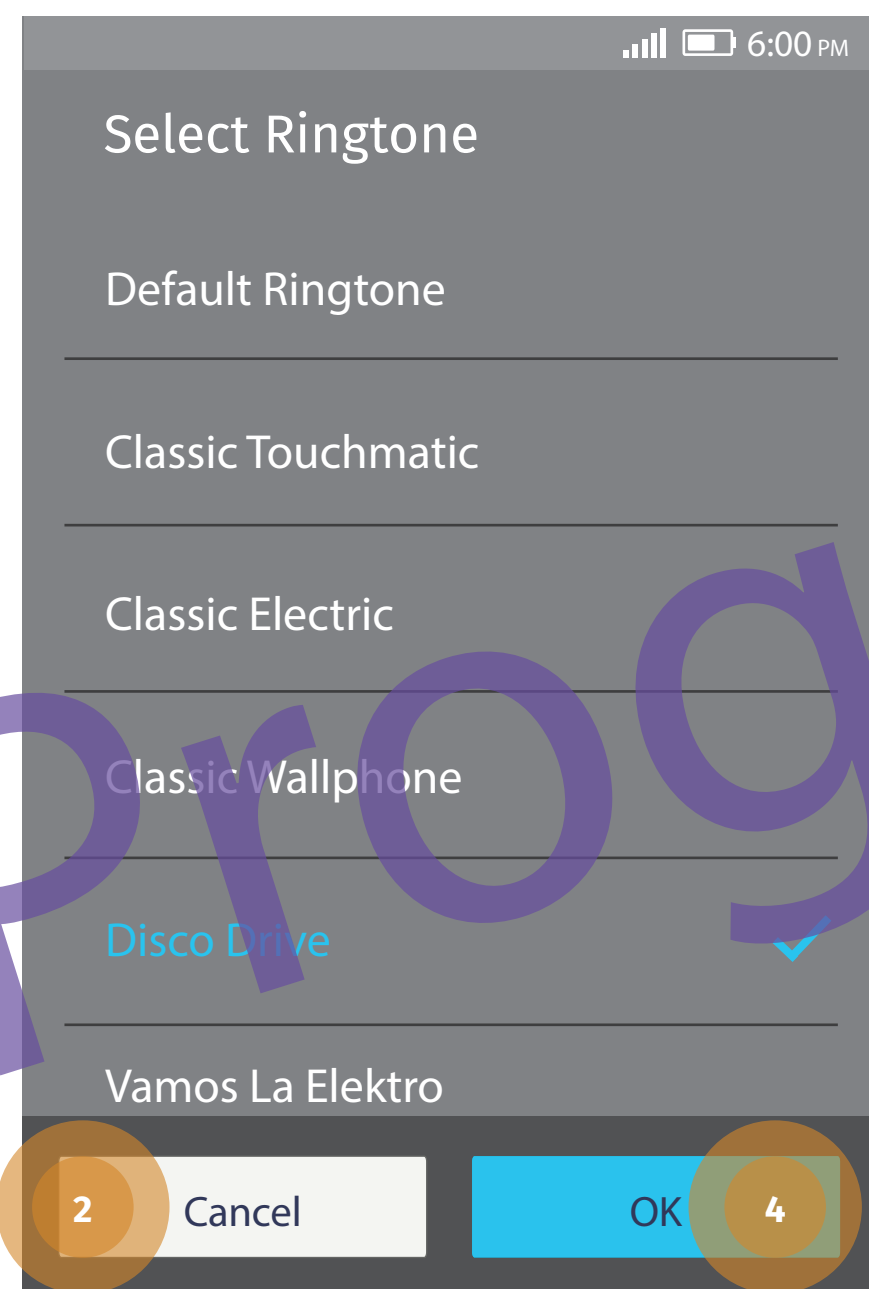 6:00 PM
Select Ringtone
Default Ringtone
Classic Touchmatic
Classic Electric
Classic Wallphone
Disco Drive
Vamos La Elektro
2 Cancel OK 4
Prog